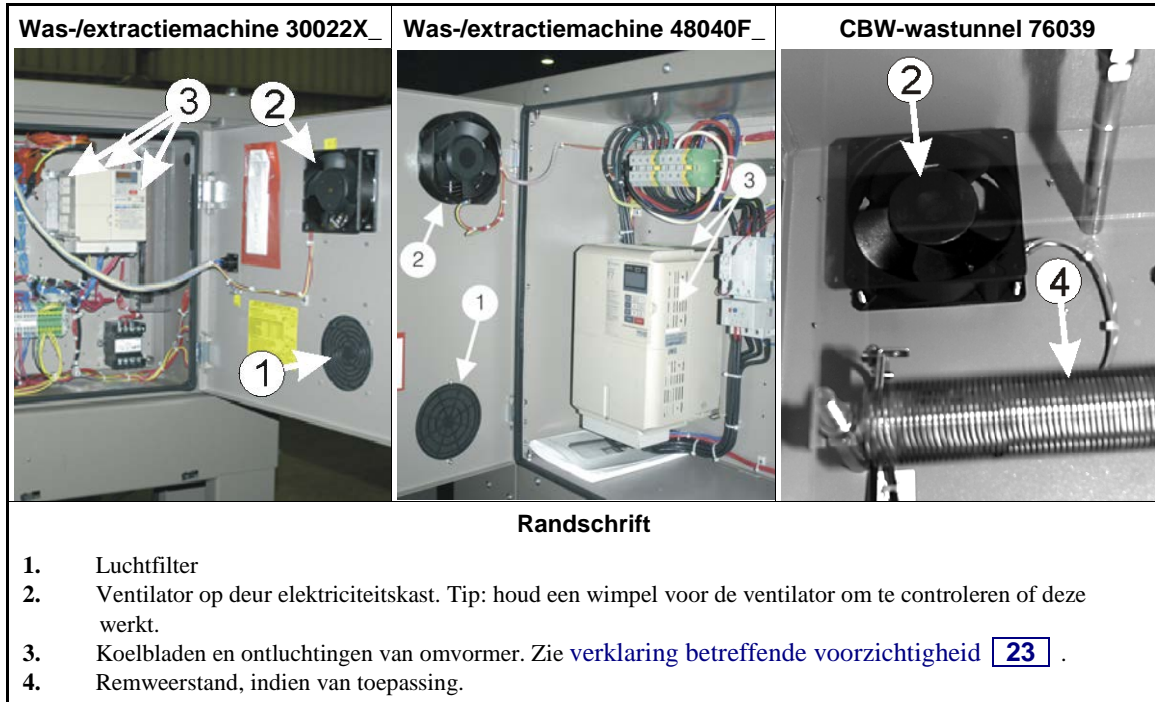 Was-/extractiemachine 30022X_
Was-/extractiemachine 48040F_
CBW-wastunnel 76039
3
2
1
2
1
3
2
4
Randschrift
1. Luchtfilter
2. Ventilator op deur elektriciteitskast. Tip: houd een wimpel voor de ventilator om te controleren of deze
werkt.
3. Koelbladen en ontluchtingen van omvormer. Zie verklaring betreffende voorzichtigheid 23 .
4. Remweerstand, indien van toepassing.